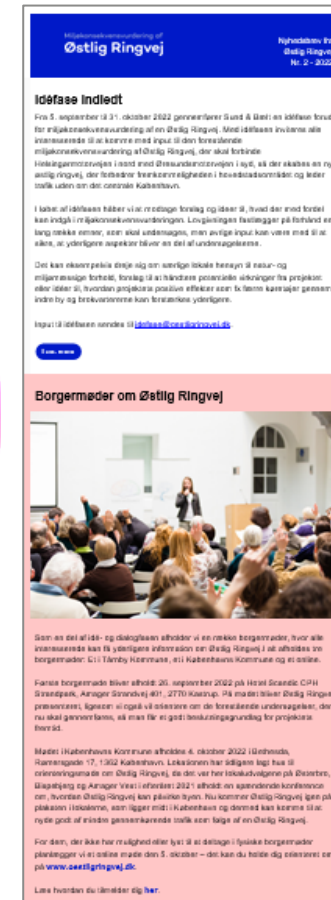 Miljøkonsekvensvurdering af
Østlig Ringvej
Nyhedsbrev fra
Østlig Ringvej
Nr. 2 - 2022
Idéfase indledt
Fra 5. september til 31. oktober 2022 gennemfører Sund & Bælt en idéfase forud
for miljøkonsekvensvurdering af en Østlig Ringvej. Med idéfasen inviteres alle
interesserede til at komme med input til den forestående
miljøkonsekvensvurdering af Østlig Ringvej, der skal forbinde
Helsingørmotorvejen i nord med Øresundsmotorvejen i syd, så der skabes en ny
østlig ringvej, der forbedrer fremkommeligheden i hovedstadsområdet og leder
trafik uden om det centrale København.
I løbet af idéfasen håber vi at modtage forslag og ideer til, hvad der med fordel
kan indgå i miljøkonsekvensvurderingen. Lovgivningen fastlægger på forhånd en
lang række emner, som skal undersøges, men øvrige input kan være med til at
sikre, at yderligere aspekter bliver en del af undersøgelserne.
Det kan eksempelvis dreje sig om særlige lokale hensyn til natur- og
miljømæssige forhold, forslag til at håndtere potentielle virkninger fra projektet
eller idéer til, hvordan projektets positive effekter som fx færre køretøjer gennem
indre by og brokvartererne kan forstærkes yderligere.
Input til idéfasen sendes til idefase@oestligringvej.dk.
Læs mere
Borgermøder om Østlig Ringvej
Som en del af idé- og dialogfasen afholder vi en række borgermøder, hvor alle
interesserede kan få yderligere information om Østlig Ringvej. I alt afholdes tre
borgermøder: Et i Tårnby Kommune, et i Københavns Kommune og et online.
Første borgermøde bliver afholdt 26. september 2022 på Hotel Scandic CPH
Strandpark, Amager Strandvej 401, 2770 Kastrup. På mødet bliver Østlig Ringvej
præsenteret, ligesom vi også vil orientere om de forestående undersøgelser, der
nu skal gennemføres, så man får et godt beslutningsgrundlag for projektets
fremtid.
Mødet i Københavns Kommune afholdes 4. oktober 2022 i Bethesda,
Rømersgade 17, 1362 København. Lokationen har tidligere lagt hus til
orienteringsmøde om Østlig Ringvej, da det var her lokaludvalgene på Østerbro,
Bispebjerg og Amager Vest i efteråret 2021 afholdt en spændende konference
om, hvordan Østlig Ringvej kan påvirke byen. Nu kommer Østlig Ringvej igen på
plakaten i lokalerne, som ligger midt i København og dermed kan komme til at
nyde godt af mindre gennemkørende trafik som følge af en Østlig Ringvej.
For dem, der ikke har mulighed eller lyst til at deltage i fysiske borgermøder
planlægger vi et online møde den 5. oktober – det kan du holde dig orienteret om
på www.oestligringvej.dk.
Læs hvordan du tilmelder dig her.